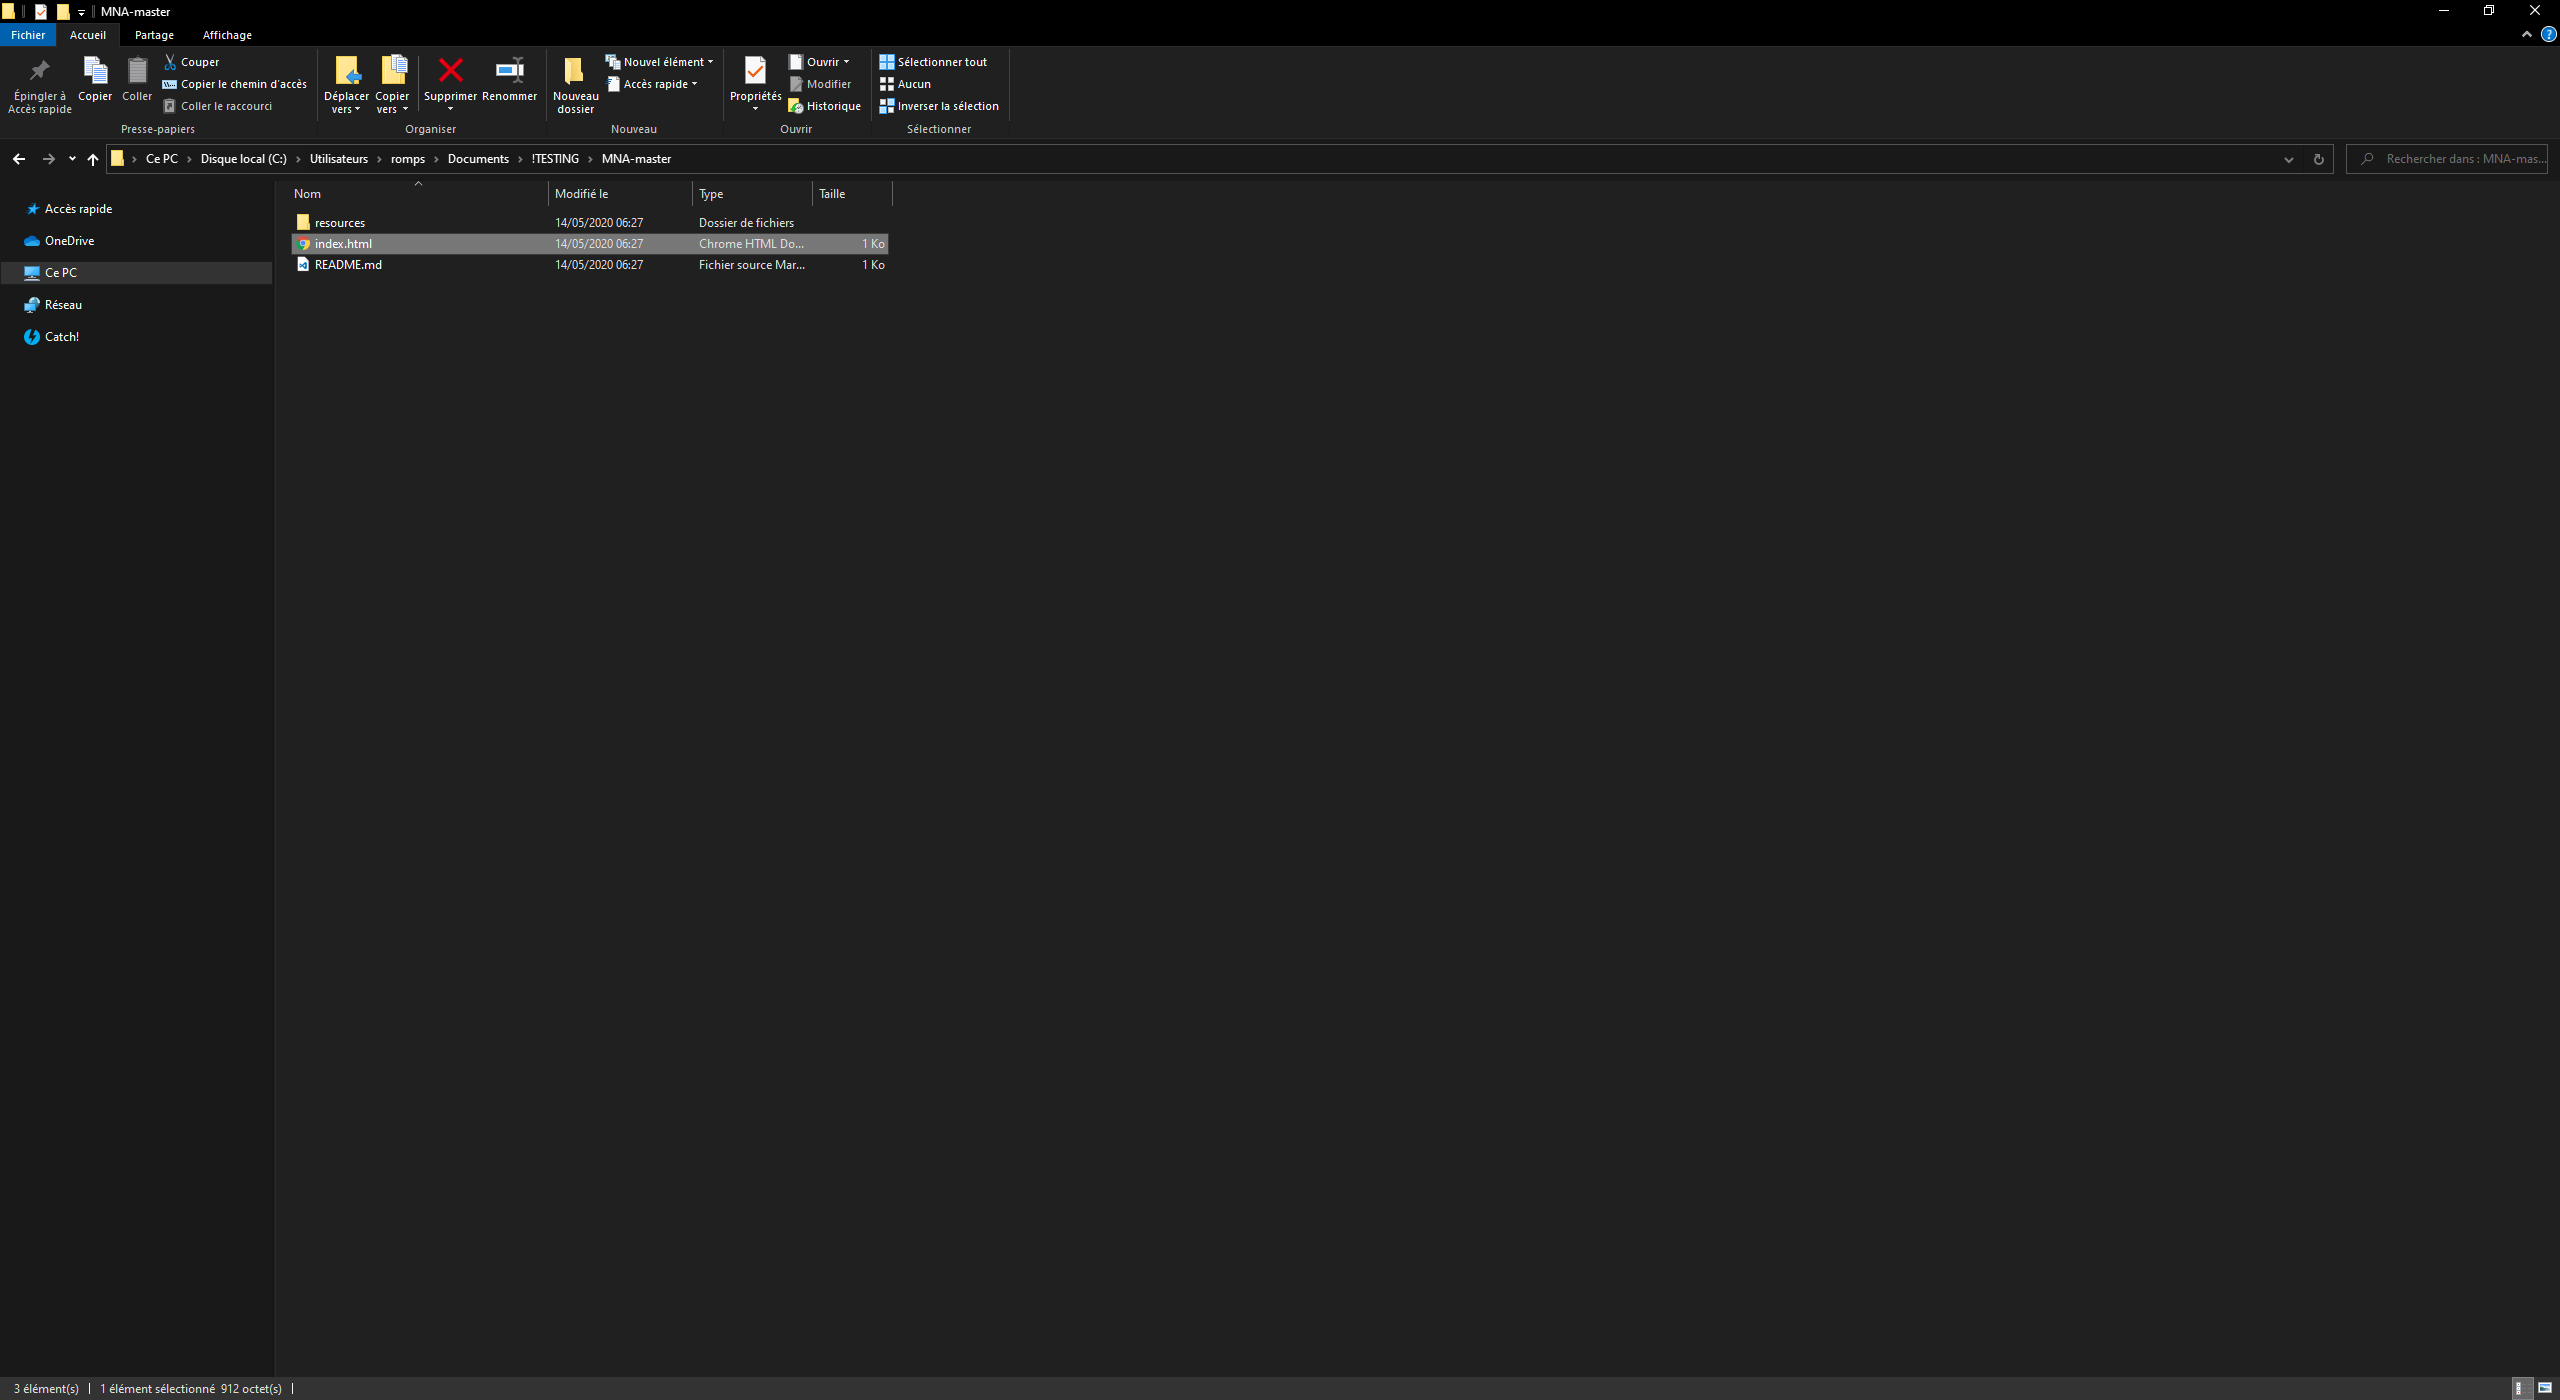 MNA-master
Fichier Accueil Partage Affichage
Épingler à Accès rapide
Copier
Coller
Couper
Copier le chemin d'accès
Coller le raccourci
Presse-papiers
Déplacer vers
Copier vers
Supprimer
Renommer
Organiser
Nouveau dossier
Nouvel élément
Accès rapide
Nouveau
Propriétés
Ouvrir
Modifier
Historique
Ouvrir
Sélectionner tout
Aucun
Inverser la sélection
Sélectionner
Ce PC › Disque local (C:) › Utilisateurs › romps › Documents › !TESTING › MNA-master
Rechercher dans : MNA-mas...
Accès rapide
OneDrive
Ce PC
Réseau
Catch!
Nom Modifié le Type Taille
resources 14/05/2020 06:27 Dossier de fichiers
index.html 14/05/2020 06:27 Chrome HTML Do... 1 Ko
README.md 14/05/2020 06:27 Fichier source Mar... 1 Ko
3 élément(s) 1 élément sélectionné 912 octet(s)